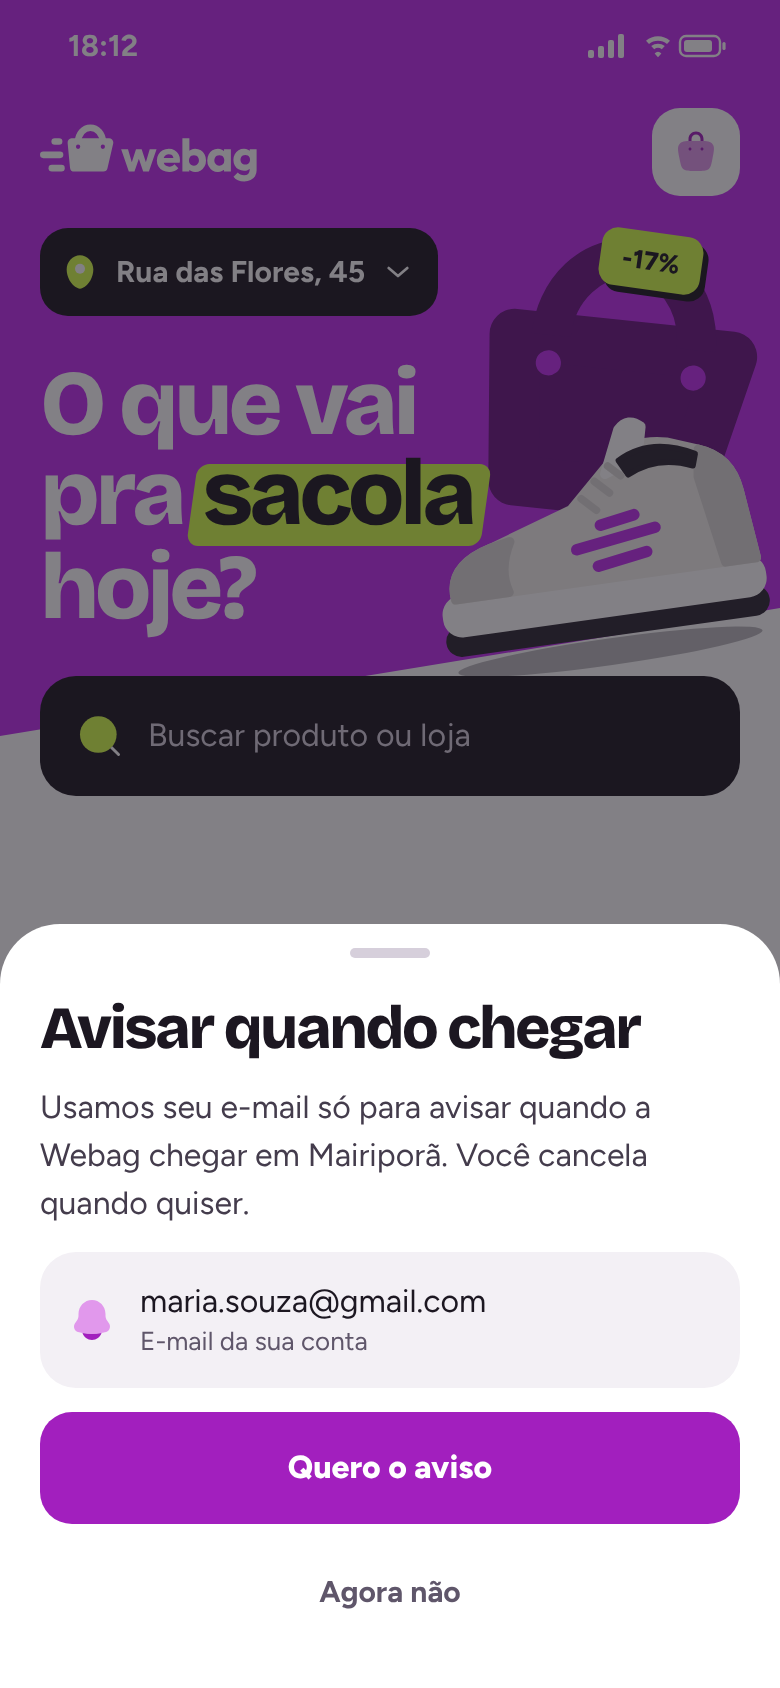 18:12
webag
-17%
Rua das Flores, 45
O que vai
pra sacola
hoje?
Buscar produto ou loja
Avisar quando chegar
Usamos seu e-mail só para avisar quando a
Webag chegar em Mairiporã. Você cancela
quando quiser.
maria.souza@gmail.com
E-mail da sua conta
Quero o aviso
Agora não